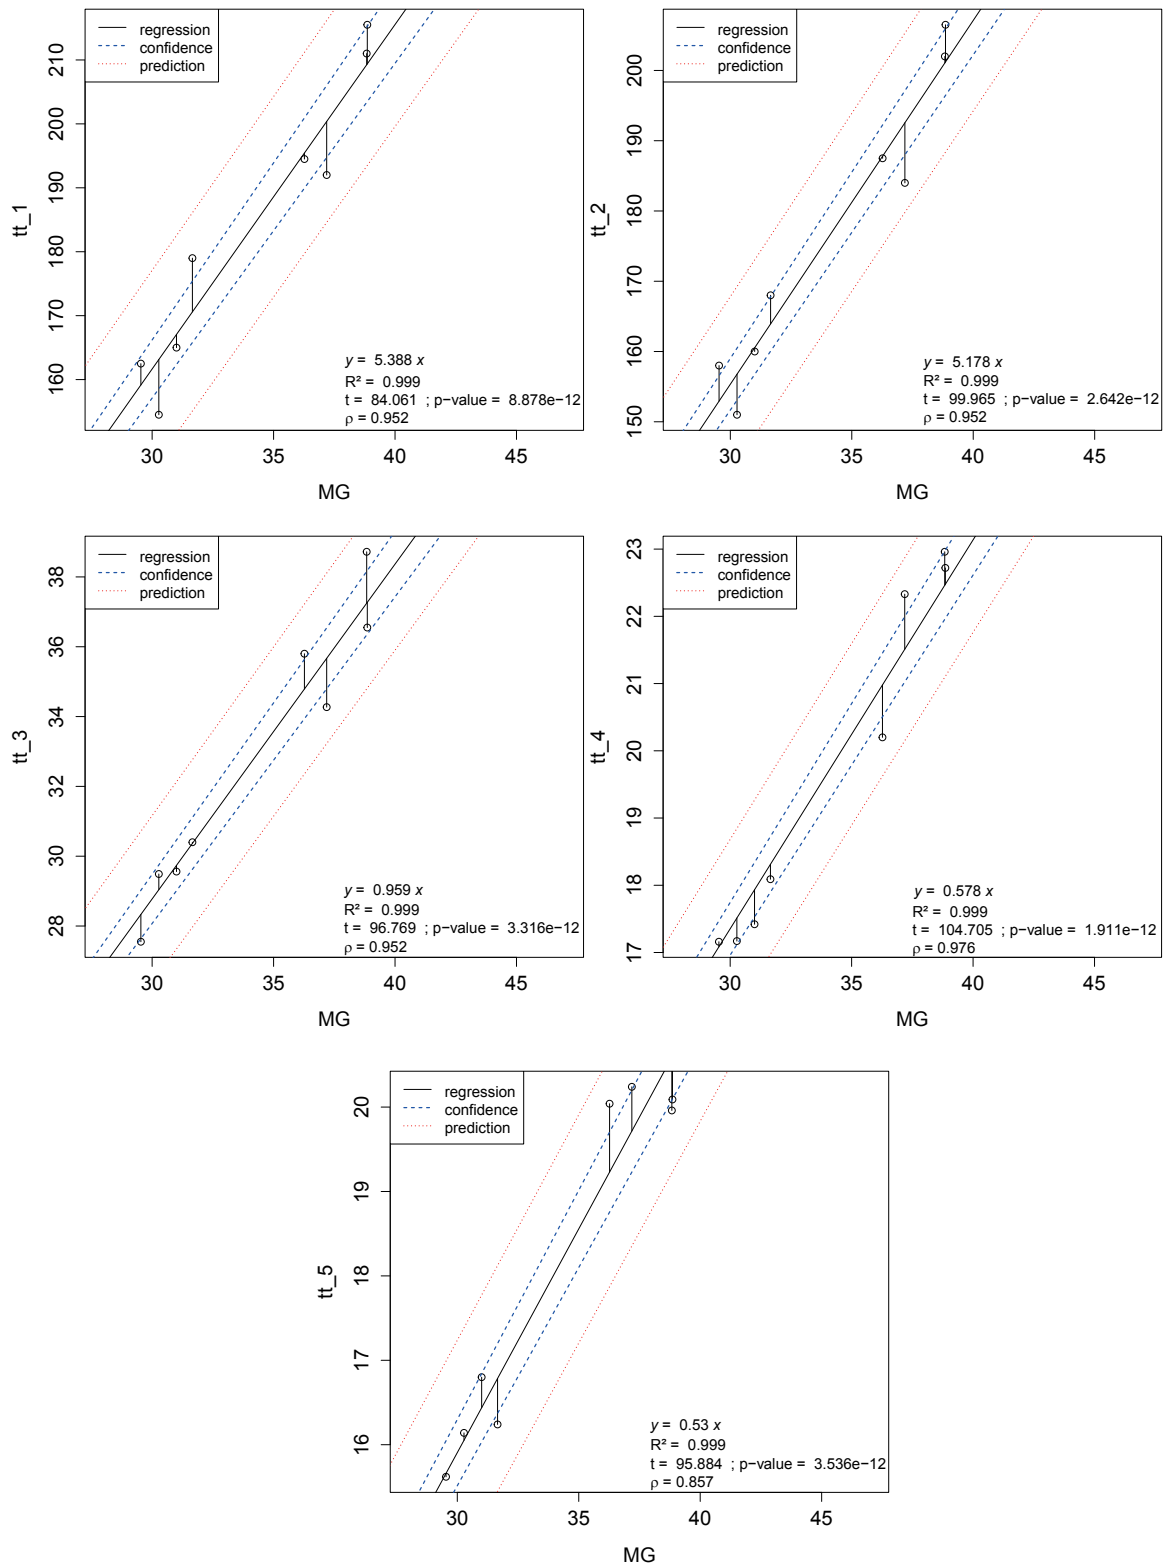 regression
confidence
prediction
tt_1
210
200
190
180
170
160
y = 5.388 x
R² = 0.999
t = 84.061 ; p−value = 8.878e−12
ρ = 0.952
30 35 40 45
MG
regression
confidence
prediction
tt_2
200
190
180
170
160
150
y = 5.178 x
R² = 0.999
t = 99.965 ; p−value = 2.642e−12
ρ = 0.952
30 35 40 45
MG
regression
confidence
prediction
tt_3
38
36
34
32
30
28
y = 0.959 x
R² = 0.999
t = 96.769 ; p−value = 3.316e−12
ρ = 0.952
30 35 40 45
MG
regression
confidence
prediction
tt_4
23
22
21
20
19
18
17
y = 0.578 x
R² = 0.999
t = 104.705 ; p−value = 1.911e−12
ρ = 0.976
30 35 40 45
MG
regression
confidence
prediction
tt_5
20
19
18
17
16
y = 0.53 x
R² = 0.999
t = 95.884 ; p−value = 3.536e−12
ρ = 0.857
30 35 40 45
MG